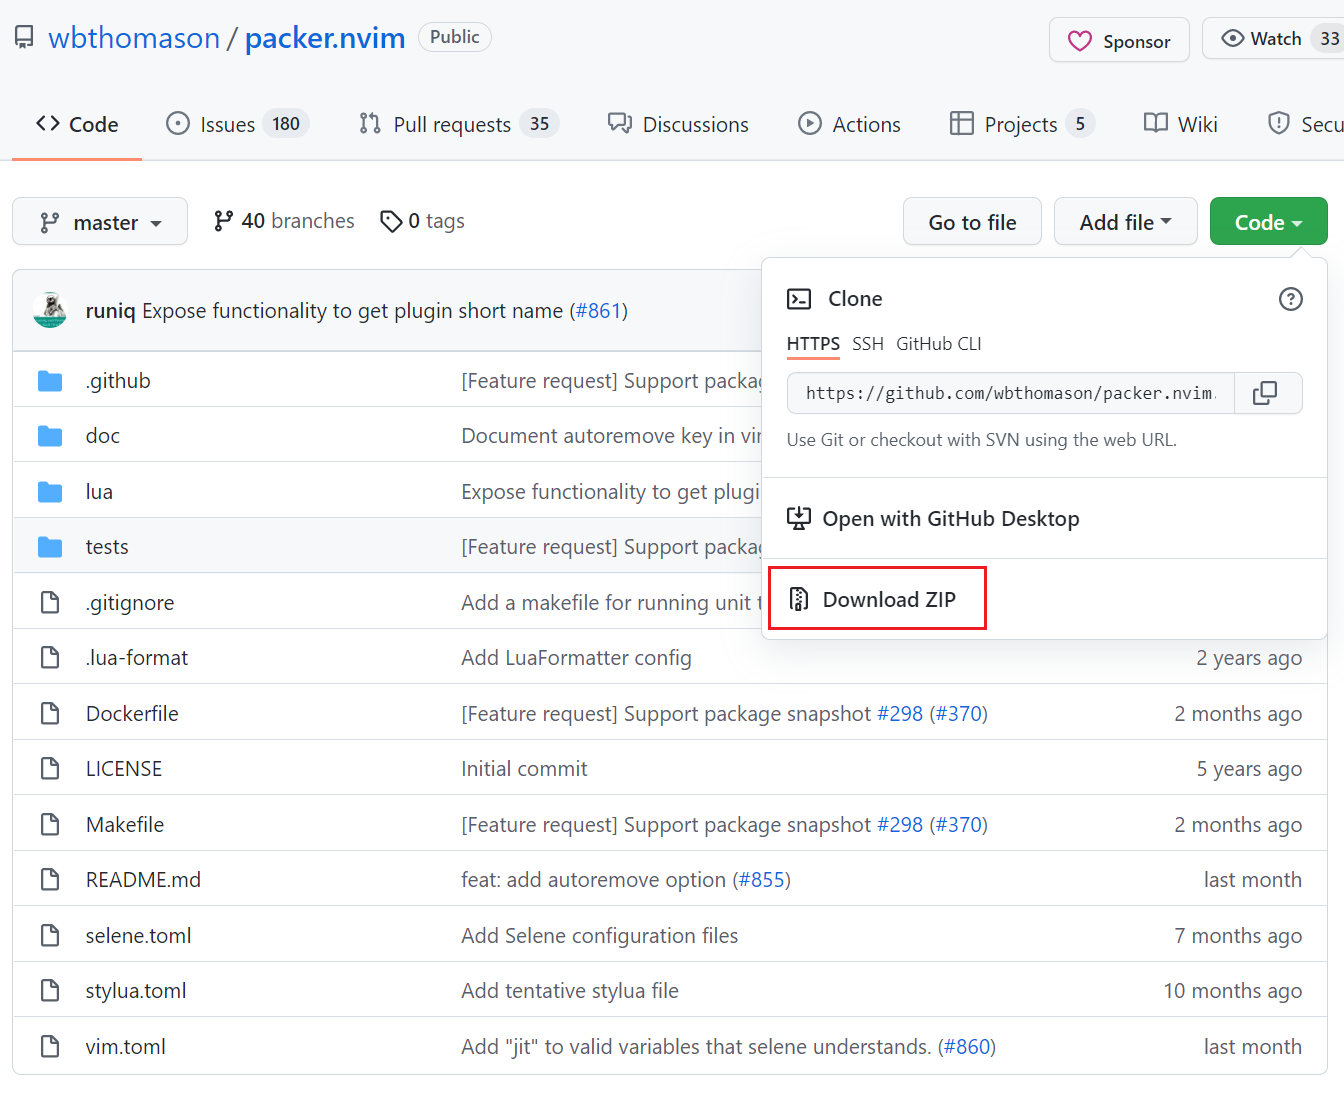 wbthomason / packer.nvim Public
Sponsor
Watch 33
Code
Issues 180
Pull requests 35
Discussions
Actions
Projects 5
Wiki
Secu
master
40 branches
0 tags
Go to file
Add file
Code
runiq Expose functionality to get plugin short name (#861)
Clone
HTTPS SSH GitHub CLI
https://github.com/wbthomason/packer.nvim.
Use Git or checkout with SVN using the web URL.
Open with GitHub Desktop
Download ZIP
.github [Feature request] Support packag
doc Document autoremove key in vi
lua Expose functionality to get plugi
tests [Feature request] Support packag
.gitignore Add a makefile for running unit t
.lua-format Add LuaFormatter config 2 years ago
Dockerfile [Feature request] Support package snapshot #298 (#370) 2 months ago
LICENSE Initial commit 5 years ago
Makefile [Feature request] Support package snapshot #298 (#370) 2 months ago
README.md feat: add autoremove option (#855) last month
selene.toml Add Selene configuration files 7 months ago
stylua.toml Add tentative stylua file 10 months ago
vim.toml Add "jit" to valid variables that selene understands. (#860) last month